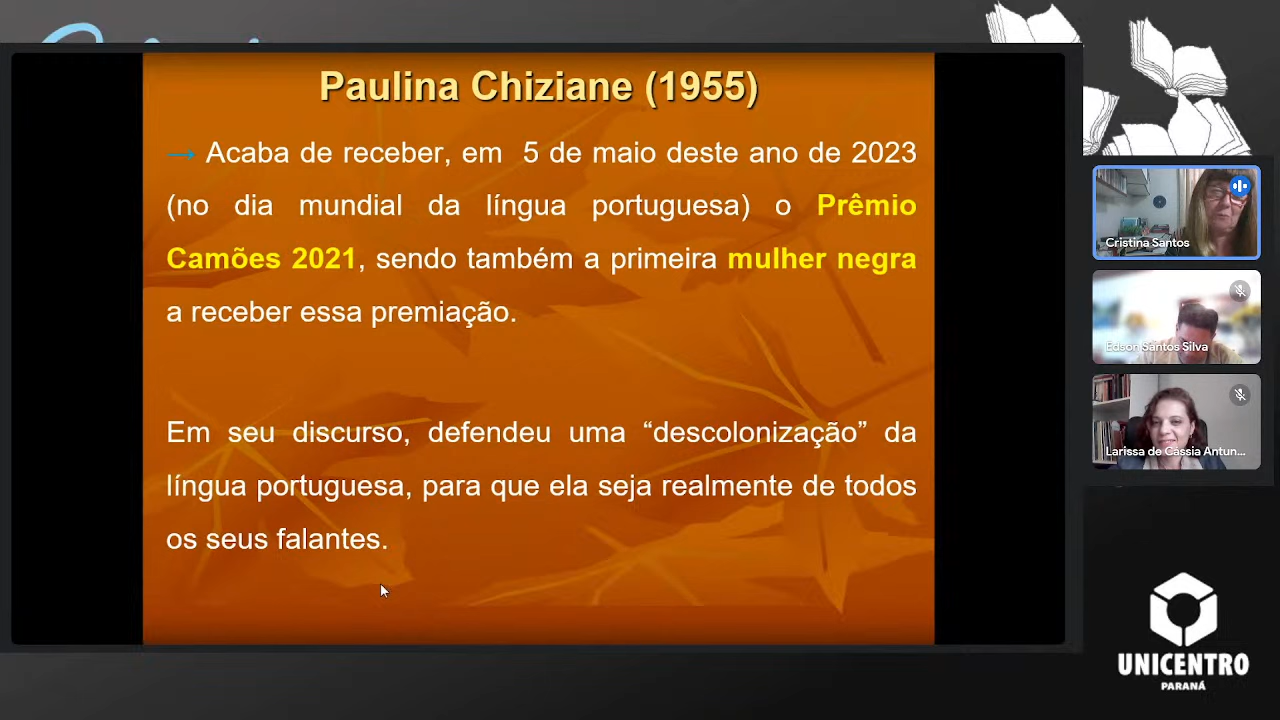 Paulina Chiziane (1955)
→ Acaba de receber, em 5 de maio deste ano de 2023
(no dia mundial da língua portuguesa) o Prêmio
Camões 2021, sendo também a primeira mulher negra
a receber essa premiação.
Em seu discurso, defendeu uma “descolonização” da
língua portuguesa, para que ela seja realmente de todos
os seus falantes.
Cristina Santos
Edson Santos Silva
Larissa de Cássia Antun...
UNICENTRO
PARANÁ